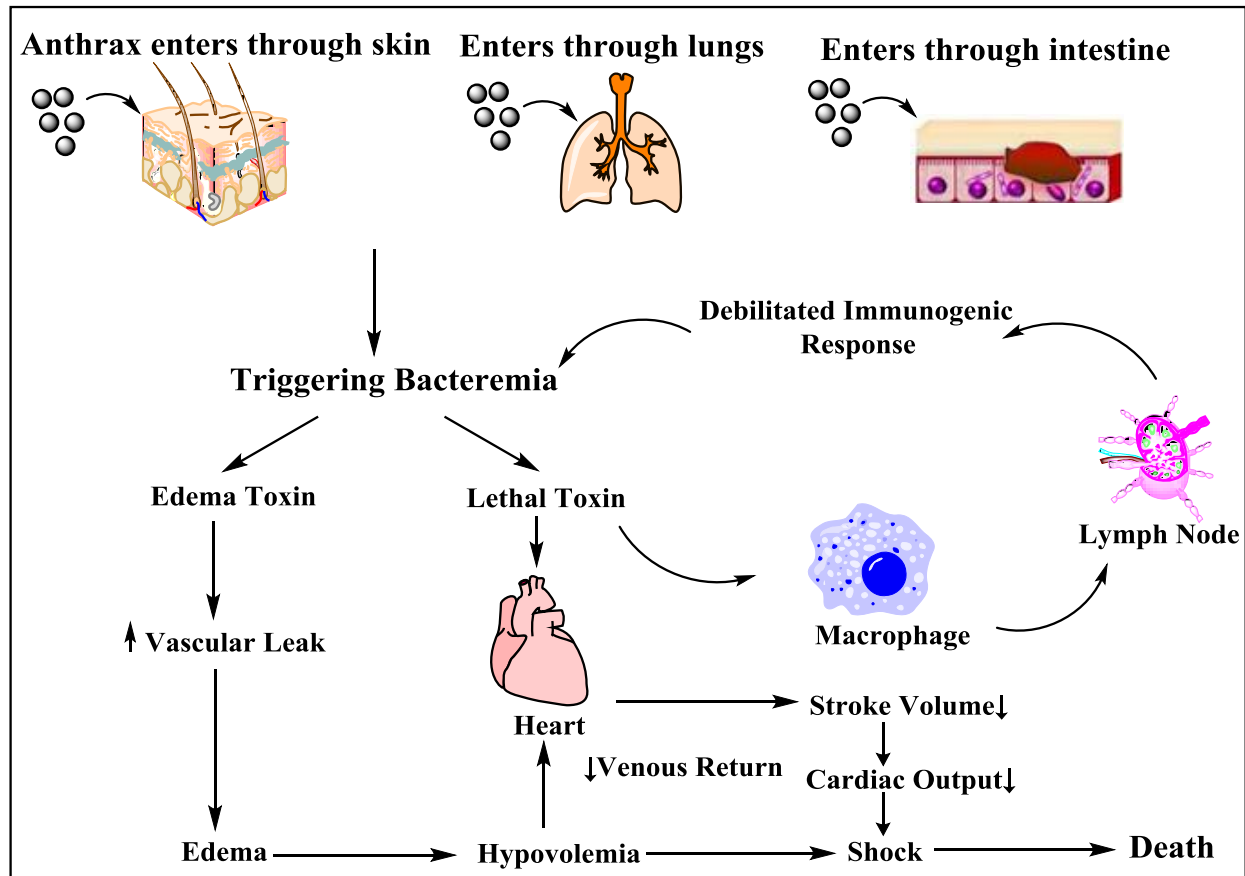 Anthrax enters through skin
Enters through lungs
Enters through intestine
Debilitated Immunogenic
Response
Triggering Bacteremia
Edema Toxin
Lethal Toxin
Lymph Node
Macrophage
↑ Vascular Leak
Heart
Stroke Volume↓
↓Venous Return
Cardiac Output↓
Edema
Hypovolemia
Shock
Death